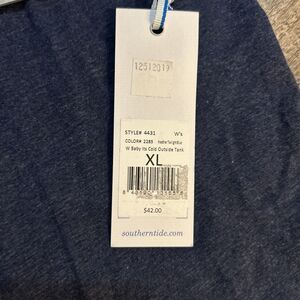 12512019
STYLE# 4431 W's
COLOR# 2285
W Baby Its Cold Outside Tank
XL
$42.00
southerntide.com